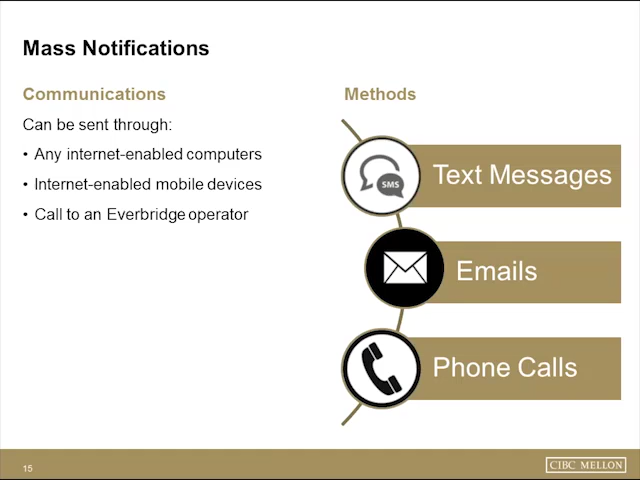 Mass Notifications
Communications
Can be sent through:
• Any internet-enabled computers
• Internet-enabled mobile devices
• Call to an Everbridge operator
Methods
SMS
Text Messages
Emails
Phone Calls
15
CIBC MELLON